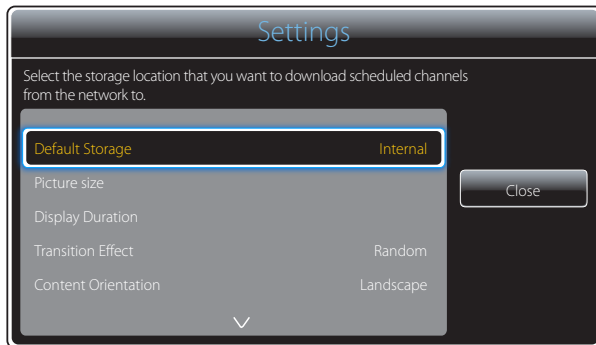 Settings
Select the storage location that you want to download scheduled channels
from the network to.
Default Storage Internal
Picture size
Close
Display Duration
Transition Effect Random
Content Orientation Landscape